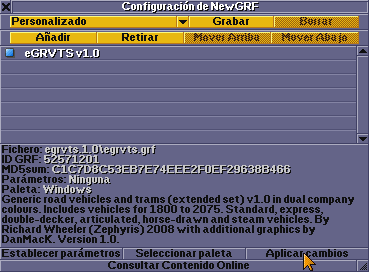 Configuración de NewGRF
Personalizado Grabar Borrar
Añadir Retirar Mover Arriba Mover Abajo
eGRVTS v1.0
Fichero: egrvts.1.0\egrvts.grf
ID GRF: 52571201
MD5sum: C1C7D8C53EB7E74EEE2F0EF29638B466
Parámetros: Ninguna
Paleta: Windows
Generic road vehicles and trams (extended set) v1.0 in dual company
colours. Includes vehicles for 1800 to 2075. Standard, express,
double-decker, articulated, horse-drawn and steam vehicles. By
Richard Wheeler (Zephyris) 2008 with additional graphics by
DanMacK. Version 1.0.
Establecer parámetros Seleccionar paleta Aplicar cambios
Consultar Contenido Online